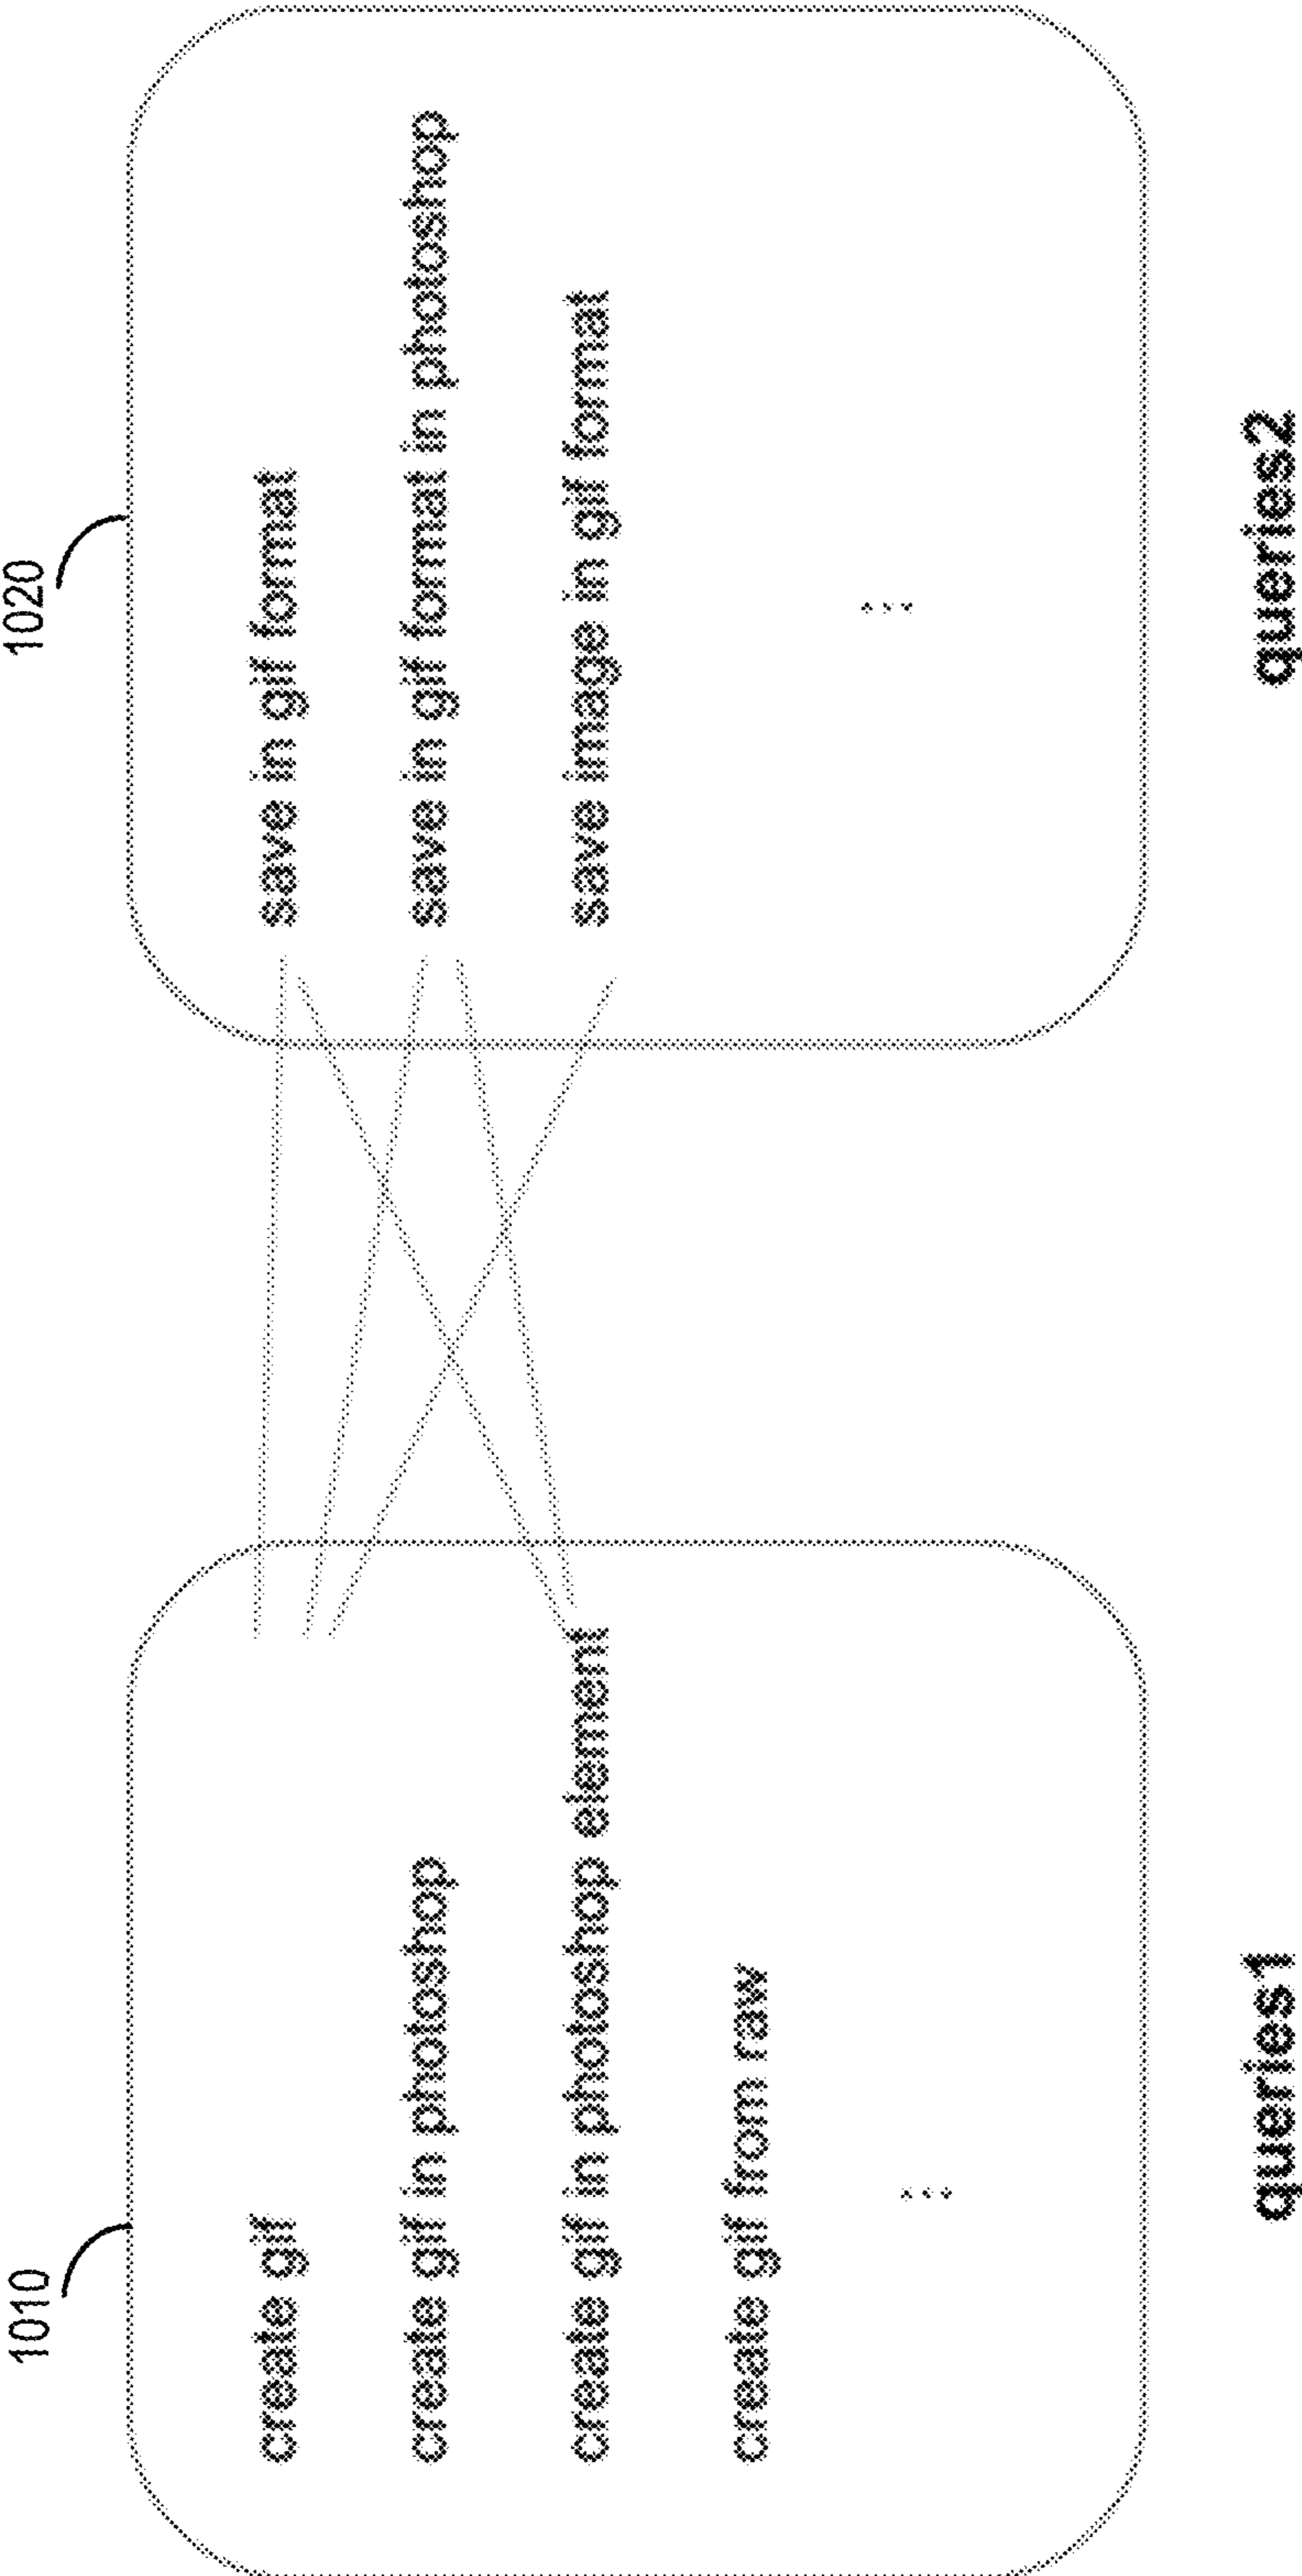 1010
create gif
create gif in photoshop
create gif in photoshop element
create gif from raw
...
queries1
1020
save in gif format
save in gif format in photoshop
save image in gif format
...
queries2